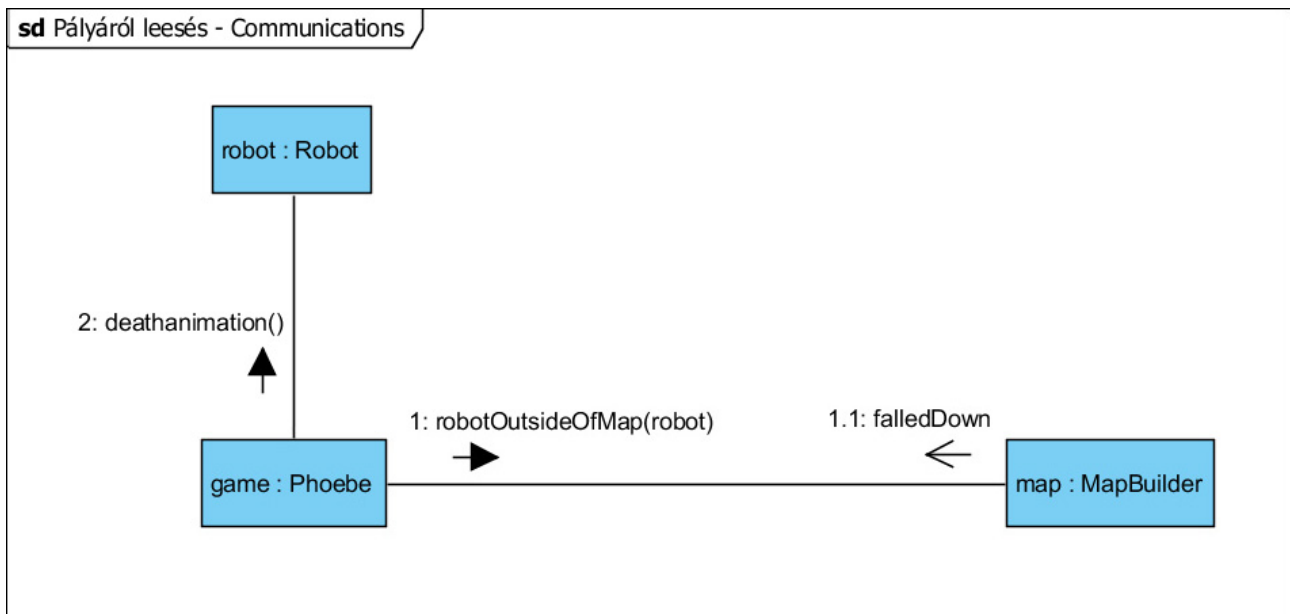 sd Pályáról leesés - Communications
robot : Robot
2: deathanimation()
1: robotOutsideOfMap(robot)
1.1: falledDown
game : Phoebe
map : MapBuilder